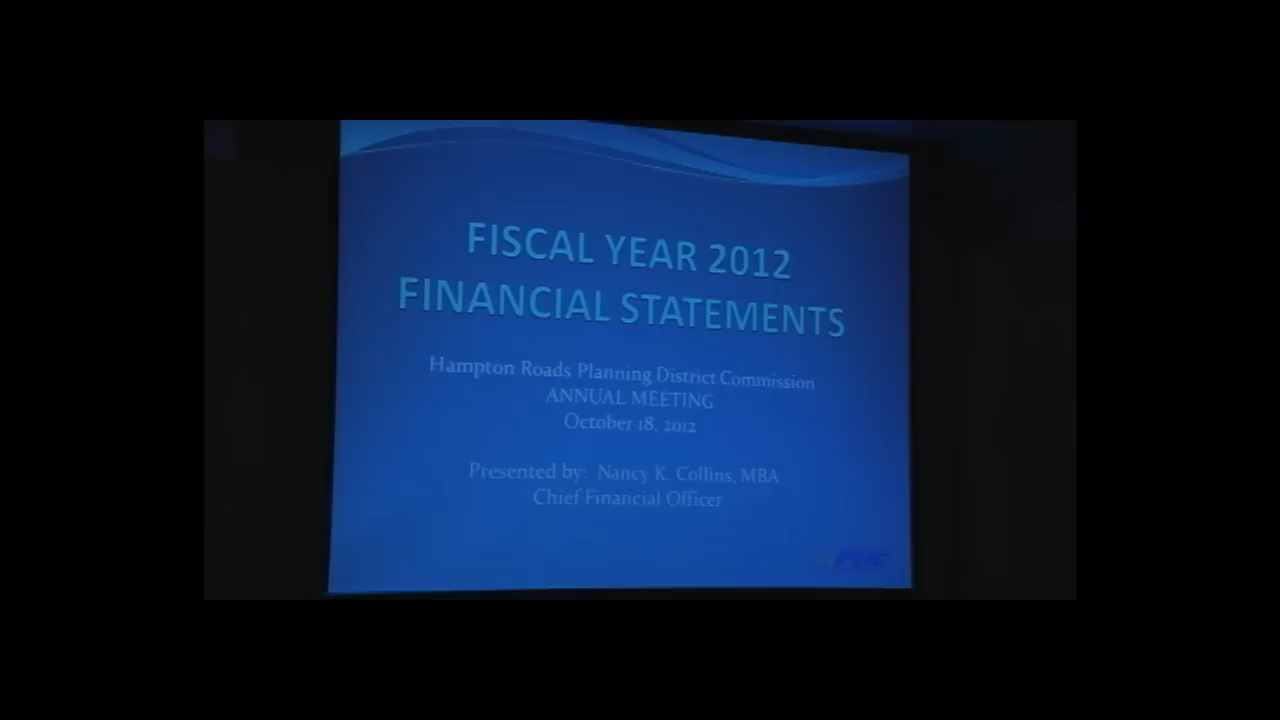 FISCAL YEAR 2012
FINANCIAL STATEMENTS
Hampton Roads Planning District Commission
ANNUAL MEETING
October 18, 2012
Presented by: Nancy K. Collins, MBA
Chief Financial Officer